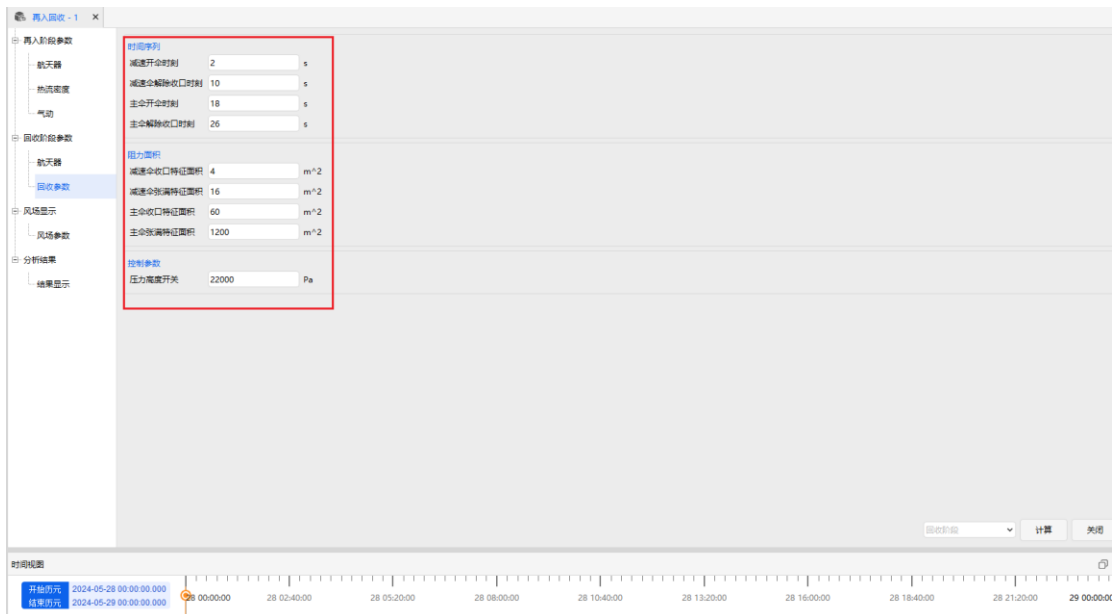 再入回收 - 1 ×
再入阶段参数
航天器
热流密度
气动
回收阶段参数
航天器
回收参数
风场显示
风场参数
分析结果
结果显示
时间序列
减速开伞时刻 2 s
减速伞解除收口时刻 10 s
主伞开伞时刻 18 s
主伞解除收口时刻 26 s
阻力面积
减速伞收口特征面积 4 m^2
减速伞张满特征面积 16 m^2
主伞收口特征面积 60 m^2
主伞张满特征面积 1200 m^2
控制参数
压力高度开关 22000 Pa
回收阶段 计算 关闭
时间视图
开始历元 2024-05-28 00:00:00.000
结束历元 2024-05-29 00:00:00.000
28 00:00:00 28 02:40:00 28 05:20:00 28 08:00:00 28 10:40:00 28 13:20:00 28 16:00:00 28 18:40:00 28 21:20:00 29 00:00:00